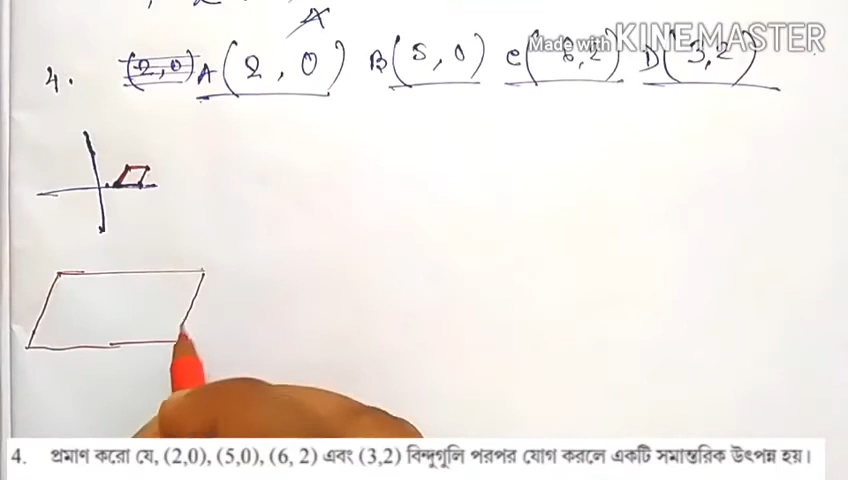 Made with KINEMASTER
4. (2,0) A (2, 0) B (5, 0) C (6, 2) D (3, 2)
4. প্রমাণ করো যে, (2,0), (5,0), (6, 2) এবং (3,2) বিন্দুগুলি পরপর যোগ করলে একটি সমান্তরিক উৎপন্ন হয়।